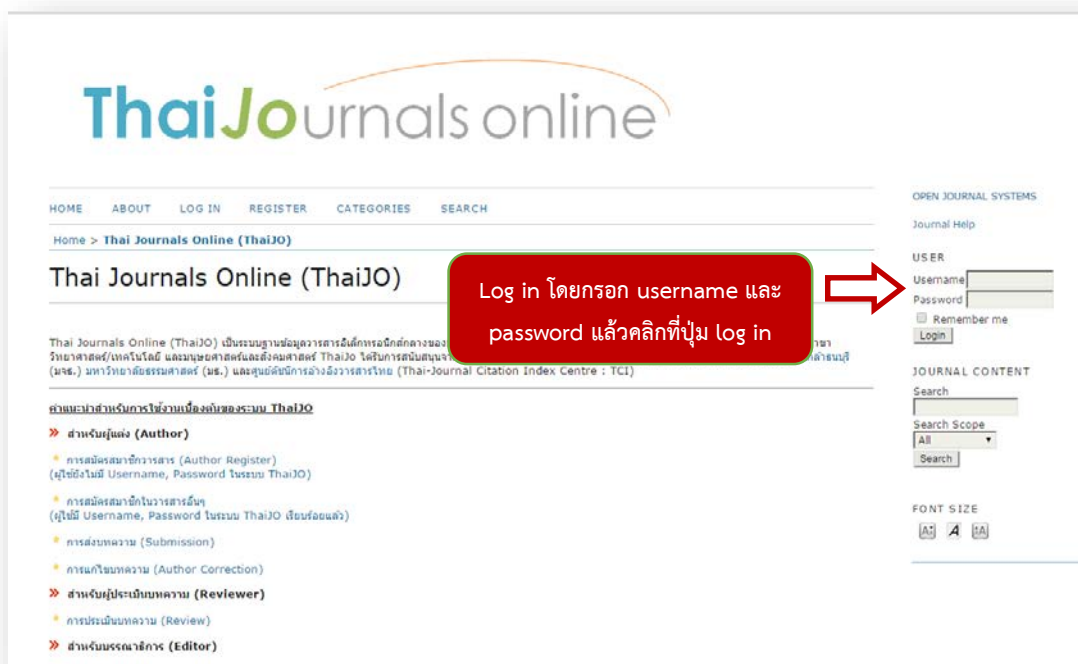 ThaiJournals online
HOME ABOUT LOG IN REGISTER CATEGORIES SEARCH
Home > Thai Journals Online (ThaiJO)
Thai Journals Online (ThaiJO)
Log in โดยกรอก username และ
password แล้วคลิกที่ปุ่ม log in
Thai Journals Online (ThaiJO) เป็นระบบฐานข้อมูลวารสารอิเล็กทรอนิกส์กลางของ
วิทยาศาสตร์/เทคโนโลยี และมนุษยศาสตร์และสังคมศาสตร์ ThaiJo ได้รับการสนับสนุน
(มจธ.) มหาวิทยาลัยธรรมศาสตร์ (มธ.) และศูนย์ดัชนีการอ้างอิงวารสารไทย (Thai-Journal Citation Index Centre : TCI)
คำแนะนำสำหรับการใช้งานเบื้องต้นของระบบ ThaiJO
» สำหรับผู้แต่ง (Author)
* การสมัครสมาชิกวารสาร (Author Register)
(ผู้ใช้ยังไม่มี Username, Password ในระบบ ThaiJO)
* การสมัครสมาชิกในวารสารอื่นๆ
(ผู้ใช้มี Username, Password ในระบบ ThaiJO เรียบร้อยแล้ว)
* การส่งบทความ (Submission)
* การแก้ไขบทความ (Author Correction)
» สำหรับผู้ประเมินบทความ (Reviewer)
* การประเมินบทความ (Review)
» สำหรับบรรณาธิการ (Editor)
OPEN JOURNAL SYSTEMS
Journal Help
USER
Username
Password
Remember me
Login
JOURNAL CONTENT
Search
Search Scope
All
Search
FONT SIZE
A A A